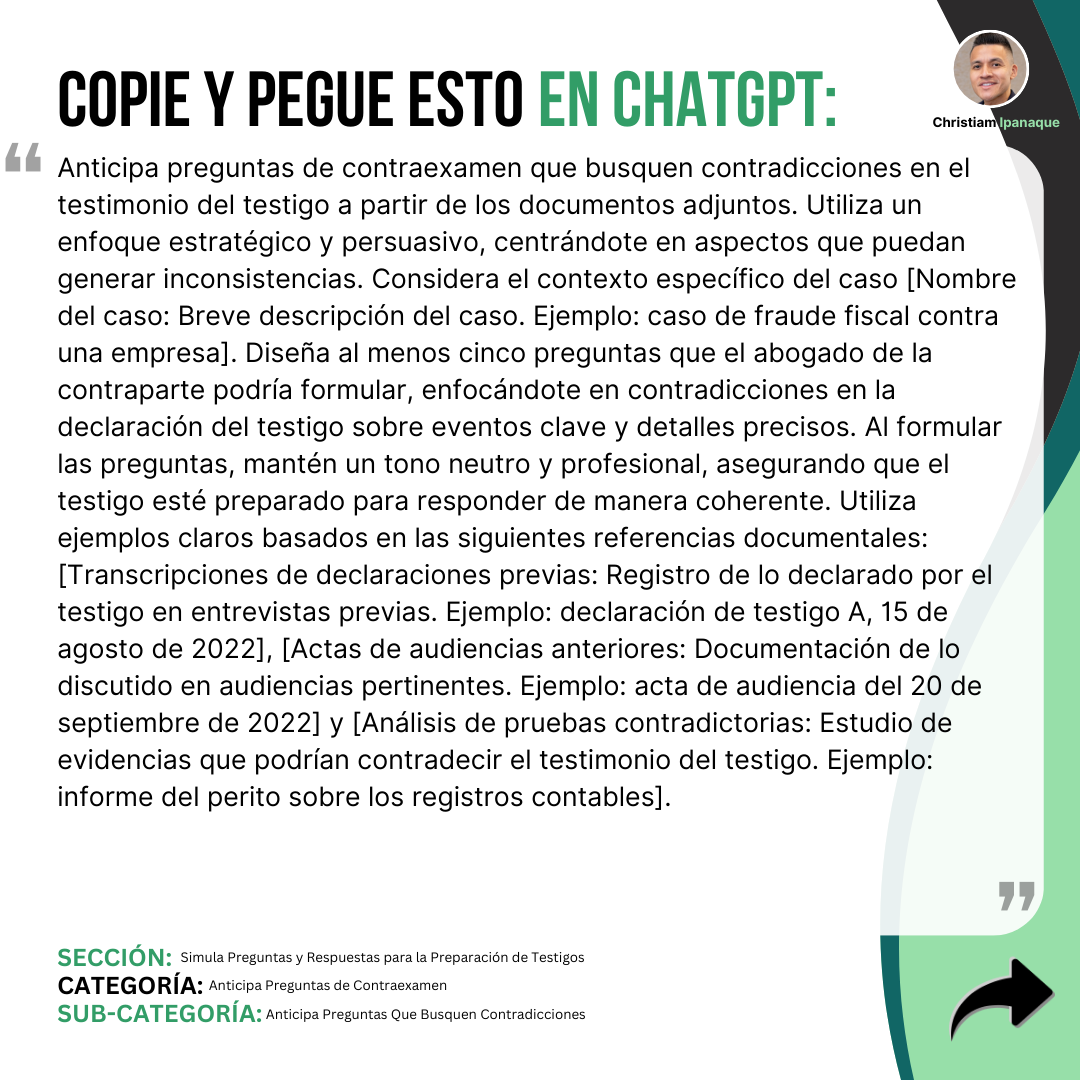 COPIE Y PEGUE ESTO EN CHATGPT:
Christiam Ipanaque
“
Anticipa preguntas de contraexamen que busquen contradicciones en el
testimonio del testigo a partir de los documentos adjuntos. Utiliza un
enfoque estratégico y persuasivo, centrándote en aspectos que puedan
generar inconsistencias. Considera el contexto específico del caso [Nombre
del caso: Breve descripción del caso. Ejemplo: caso de fraude fiscal contra
una empresa]. Diseña al menos cinco preguntas que el abogado de la
contraparte podría formular, enfocándote en contradicciones en la
declaración del testigo sobre eventos clave y detalles precisos. Al formular
las preguntas, mantén un tono neutro y profesional, asegurando que el
testigo esté preparado para responder de manera coherente. Utiliza
ejemplos claros basados en las siguientes referencias documentales:
[Transcripciones de declaraciones previas: Registro de lo declarado por el
testigo en entrevistas previas. Ejemplo: declaración de testigo A, 15 de
agosto de 2022], [Actas de audiencias anteriores: Documentación de lo
discutido en audiencias pertinentes. Ejemplo: acta de audiencia del 20 de
septiembre de 2022] y [Análisis de pruebas contradictorias: Estudio de
evidencias que podrían contradecir el testimonio del testigo. Ejemplo:
informe del perito sobre los registros contables].
”
SECCIÓN: Simula Preguntas y Respuestas para la Preparación de Testigos
CATEGORÍA: Anticipa Preguntas de Contraexamen
SUB-CATEGORÍA: Anticipa Preguntas Que Busquen Contradicciones